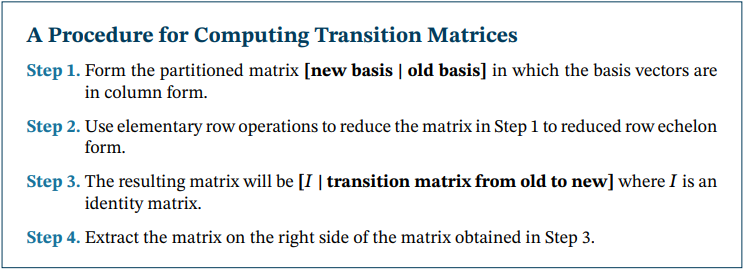 A Procedure for Computing Transition Matrices
Step 1. Form the partitioned matrix [new basis | old basis] in which the basis vectors are
in column form.
Step 2. Use elementary row operations to reduce the matrix in Step 1 to reduced row echelon
form.
Step 3. The resulting matrix will be [I | transition matrix from old to new] where I is an
identity matrix.
Step 4. Extract the matrix on the right side of the matrix obtained in Step 3.